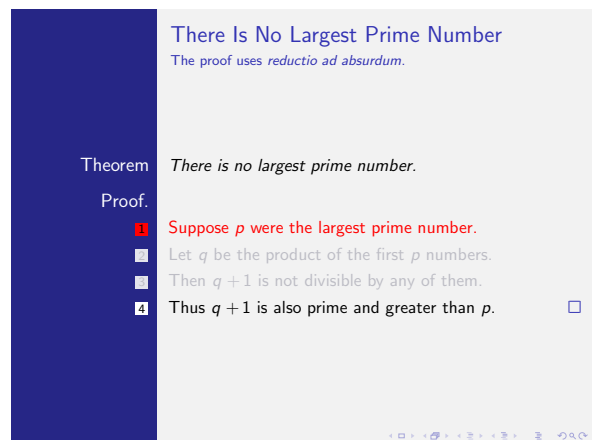 There Is No Largest Prime Number
The proof uses reductio ad absurdum.
Theorem There is no largest prime number.
Proof.
1 Suppose p were the largest prime number.
2 Let q be the product of the first p numbers.
3 Then q + 1 is not divisible by any of them.
4 Thus q + 1 is also prime and greater than p. □